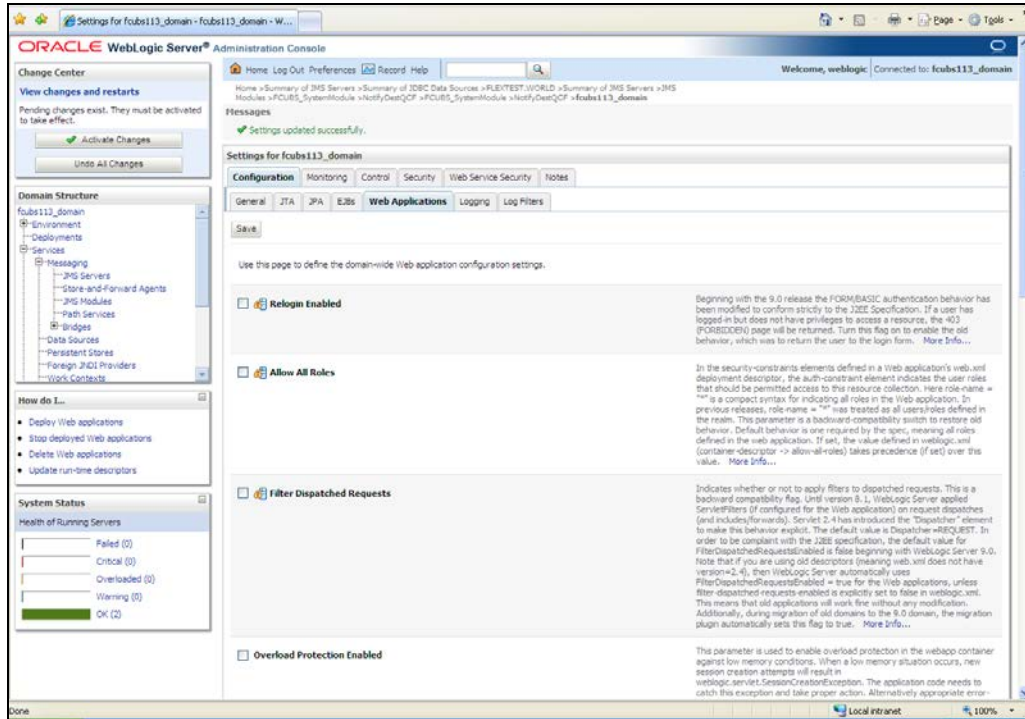 Settings for fcubs113_domain - fcubs113_domain - W...
Page
Tools
ORACLE WebLogic Server® Administration Console
Change Center
View changes and restarts
Pending changes exist. They must be activated
to take effect.
Activate Changes
Undo All Changes
Domain Structure
fcubs113_domain
Environment
Deployments
Services
Messaging
JMS Servers
Store-and-Forward Agents
JMS Modules
Path Services
Bridges
Data Sources
Persistent Stores
Foreign JNDI Providers
Work Contexts
How do I...
Deploy Web applications
Stop deployed Web applications
Delete Web applications
Update run-time descriptors
System Status
Health of Running Servers
Failed (0)
Critical (0)
Overloaded (0)
Warning (0)
OK (2)
Home Log Out Preferences Record Help
Welcome, weblogic Connected to: fcubs113_domain
Home >Summary of JMS Servers >Summary of JDBC Data Sources >FLEXTEST.WORLD >Summary of JMS Servers >JMS
Modules >FCUBS_SystemModule >NotifyDestQCF >FCUBS_SystemModule >NotifyDestQCF >fcubs113_domain
Messages
Settings updated successfully.
Settings for fcubs113_domain
Configuration Monitoring Control Security Web Service Security Notes
General JTA JPA EJBs Web Applications Logging Log Filters
Save
Use this page to define the domain-wide Web application configuration settings.
Relogin Enabled
Beginning with the 9.0 release the FORM/BASIC authentication behavior has
been modified to conform strictly to the J2EE Specification. If a user has
logged-in but does not have privileges to access a resource, the 403
(FORBIDDEN) page will be returned. Turn this flag on to enable the old
behavior, which was to return the user to the login form. More Info...
Allow All Roles
In the security-constraints elements defined in a Web application's web.xml
deployment descriptor, the auth-constraint element indicates the user roles
that should be permitted access to this resource collection. Here role-name =
"*" is a compact syntax for indicating all roles in the Web application. In
previous releases, role-name = "*" was treated as all users/roles defined in
the realm. This parameter is a backward-compatibility switch to restore old
behavior. Default behavior is one required by the spec, meaning all roles
defined in the web application. If set, the value defined in weblogic.xml
(container-descriptor -> allow-all-roles) takes precedence (if set) over this
value. More Info...
Filter Dispatched Requests
Indicates whether or not to apply filters to dispatched requests. This is a
backward compatibility flag. Until version 8.1, WebLogic Server applied
ServletFilters (if configured for the Web application) on request dispatches
(and includes/forwards). Servlet 2.4 has introduced the "Dispatcher" element
to make this behavior explicit. The default value is Dispatcher=REQUEST. In
order to be complaint with the J2EE specification, the default value for
FilterDispatchedRequestsEnabled is false beginning with WebLogic Server 9.0.
Note that if you are using old descriptors (meaning web.xml does not have
version=2.4), then WebLogic Server automatically uses
FilterDispatchedRequestsEnabled = true for the Web applications, unless
filter-dispatched-requests-enabled is explicitly set to false in weblogic.xml.
This means that old applications will work fine without any modification.
Additionally, during migration of old domains to the 9.0 domain, the migration
plugin automatically sets this flag to true. More Info...
Overload Protection Enabled
This parameter is used to enable overload protection in the webapp container
against low memory conditions. When a low memory situation occurs, new
session creation attempts will result in
weblogic.servlet.SessionCreationException. The application code needs to
catch this exception and take proper action. Alternatively appropriate error-
Done
Local intranet
100%